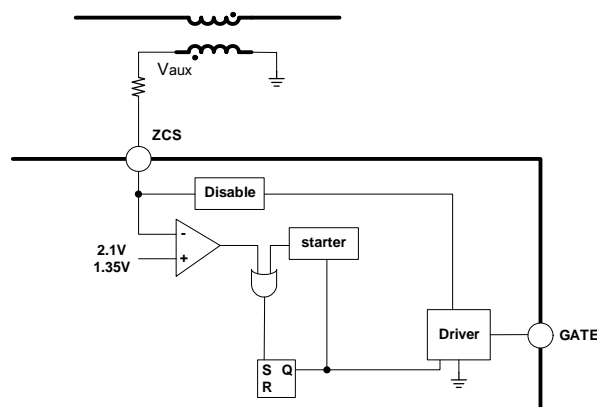 Vaux
ZCS
Disable
2.1V
1.35V
-
+
starter
Driver
GATE
S Q
R